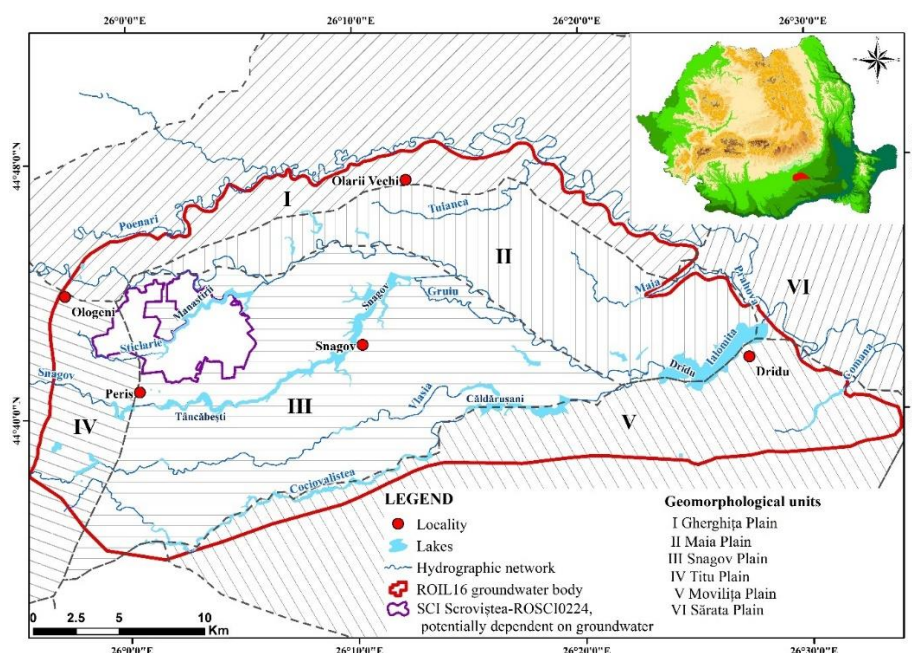 26°0'0"E
26°10'0"E
26°20'0"E
26°30'0"E
44°48'0"N
44°40'0"N
Olarii Vechi
I
Tuianca
Poenari
II
VI
Maia
Prahova
Ologeni
Manastirii
Snagov
Gruiu
Sticlarie
Snagov
Ialomita
Comana
Dridu
Dridu
Snagov
Peris
Vlasia
Căldărușani
Tâncăbești
III
IV
V
Cociovalistea
LEGEND
Locality
Lakes
Hydrographic network
ROIL16 groundwater body
SCI Scroviștea-ROSCI0224,
potentially dependent on groundwater
Geomorphological units
I Gherghița Plain
II Maia Plain
III Snagov Plain
IV Titu Plain
V Movilița Plain
VI Sărata Plain
0 2.5 5 10
Km
26°0'0"E
26°10'0"E
26°20'0"E
26°30'0"E